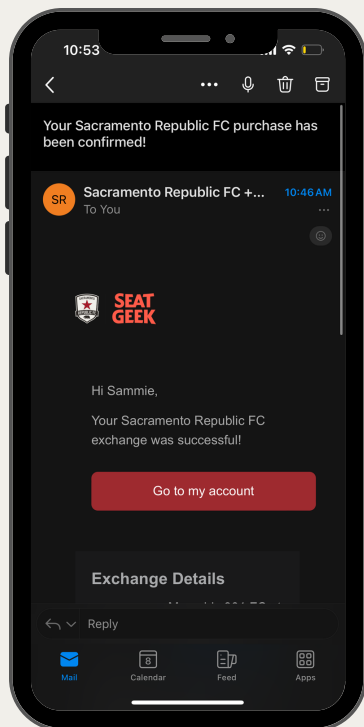 10:53
Your Sacramento Republic FC purchase has
been confirmed!
SR
Sacramento Republic FC +...
10:46 AM
To You
SEAT
GEEK
Hi Sammie,
Your Sacramento Republic FC
exchange was successful!
Go to my account
Exchange Details
Reply
8
Mail
Calendar
Feed
Apps